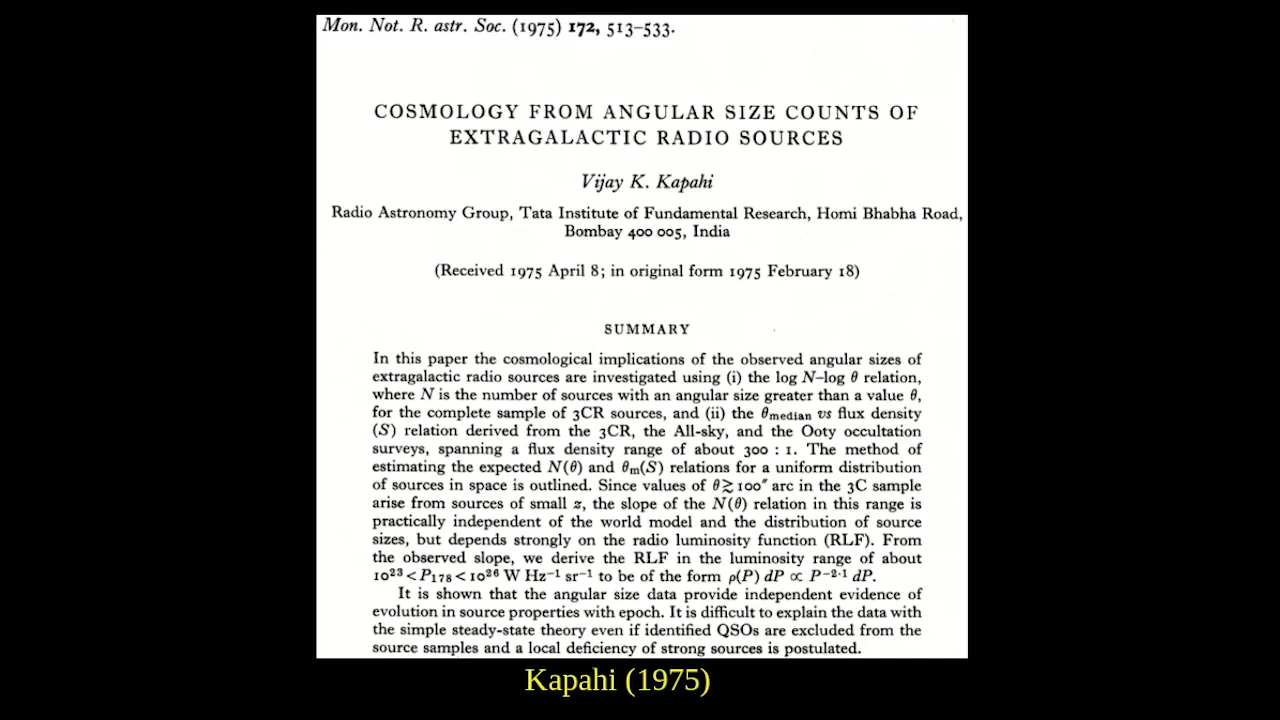 Mon. Not. R. astr. Soc. (1975) 172, 513–533.
COSMOLOGY FROM ANGULAR SIZE COUNTS OF
EXTRAGALACTIC RADIO SOURCES
Vijay K. Kapahi
Radio Astronomy Group, Tata Institute of Fundamental Research, Homi Bhabha Road,
Bombay 400 005, India
(Received 1975 April 8; in original form 1975 February 18)
SUMMARY
In this paper the cosmological implications of the observed angular sizes of
extragalactic radio sources are investigated using (i) the log N–log θ relation,
where N is the number of sources with an angular size greater than a value θ,
for the complete sample of 3CR sources, and (ii) the θmedian vs flux density
(S) relation derived from the 3CR, the All-sky, and the Ooty occultation
surveys, spanning a flux density range of about 300 : 1. The method of
estimating the expected N(θ) and θm(S) relations for a uniform distribution
of sources in space is outlined. Since values of θ ≳ 100″ arc in the 3C sample
arise from sources of small z, the slope of the N(θ) relation in this range is
practically independent of the world model and the distribution of source
sizes, but depends strongly on the radio luminosity function (RLF). From
the observed slope, we derive the RLF in the luminosity range of about
10²³ < P₁₇₈ < 10²⁶ W Hz⁻¹ sr⁻¹ to be of the form ρ(P) dP ∝ P⁻²·¹ dP.
It is shown that the angular size data provide independent evidence of
evolution in source properties with epoch. It is difficult to explain the data with
the simple steady-state theory even if identified QSOs are excluded from the
source samples and a local deficiency of strong sources is postulated.
Kapahi (1975)